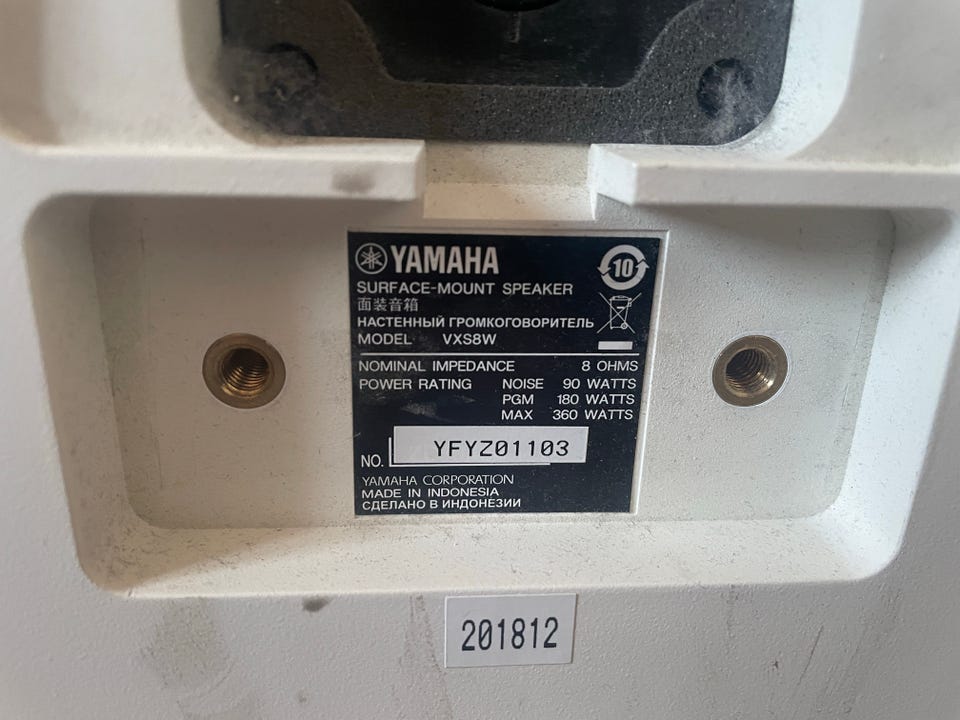 YAMAHA
10
SURFACE-MOUNT SPEAKER
面装音箱
НАСТЕННЫЙ ГРОМКОГОВОРИТЕЛЬ
MODEL VXS8W
NOMINAL IMPEDANCE 8 OHMS
POWER RATING NOISE 90 WATTS
PGM 180 WATTS
MAX 360 WATTS
NO. YFYZ01103
YAMAHA CORPORATION
MADE IN INDONESIA
СДЕЛАНО В ИНДОНЕЗИИ
201812